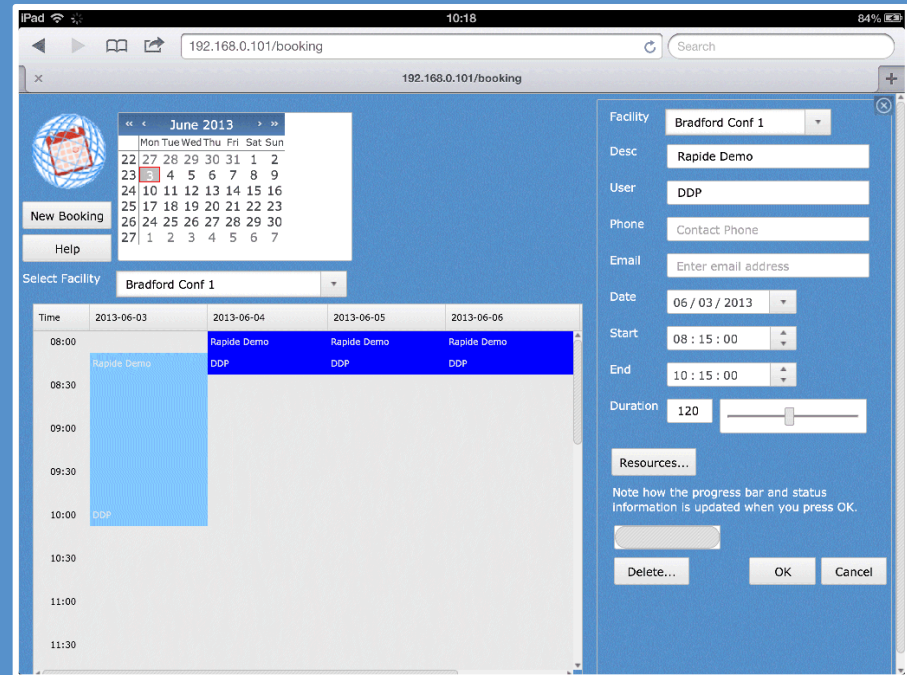 iPad 10:18 84%
192.168.0.101/booking Search
192.168.0.101/booking
« ‹ June 2013 › »
Mon Tue Wed Thu Fri Sat Sun
22 27 28 29 30 31 1 2
23 3 4 5 6 7 8 9
24 10 11 12 13 14 15 16
25 17 18 19 20 21 22 23
26 24 25 26 27 28 29 30
27 1 2 3 4 5 6 7
New Booking
Help
Select Facility Bradford Conf 1
Time 2013-06-03 2013-06-04 2013-06-05 2013-06-06
08:00 Rapide Demo Rapide Demo Rapide Demo
Rapide Demo DDP DDP DDP
08:30
09:00
09:30
10:00 DDP
10:30
11:00
11:30
Facility Bradford Conf 1
Desc Rapide Demo
User DDP
Phone Contact Phone
Email Enter email address
Date 06 / 03 / 2013
Start 08 : 15 : 00
End 10 : 15 : 00
Duration 120
Resources...
Note how the progress bar and status
information is updated when you press OK.
Delete... OK Cancel